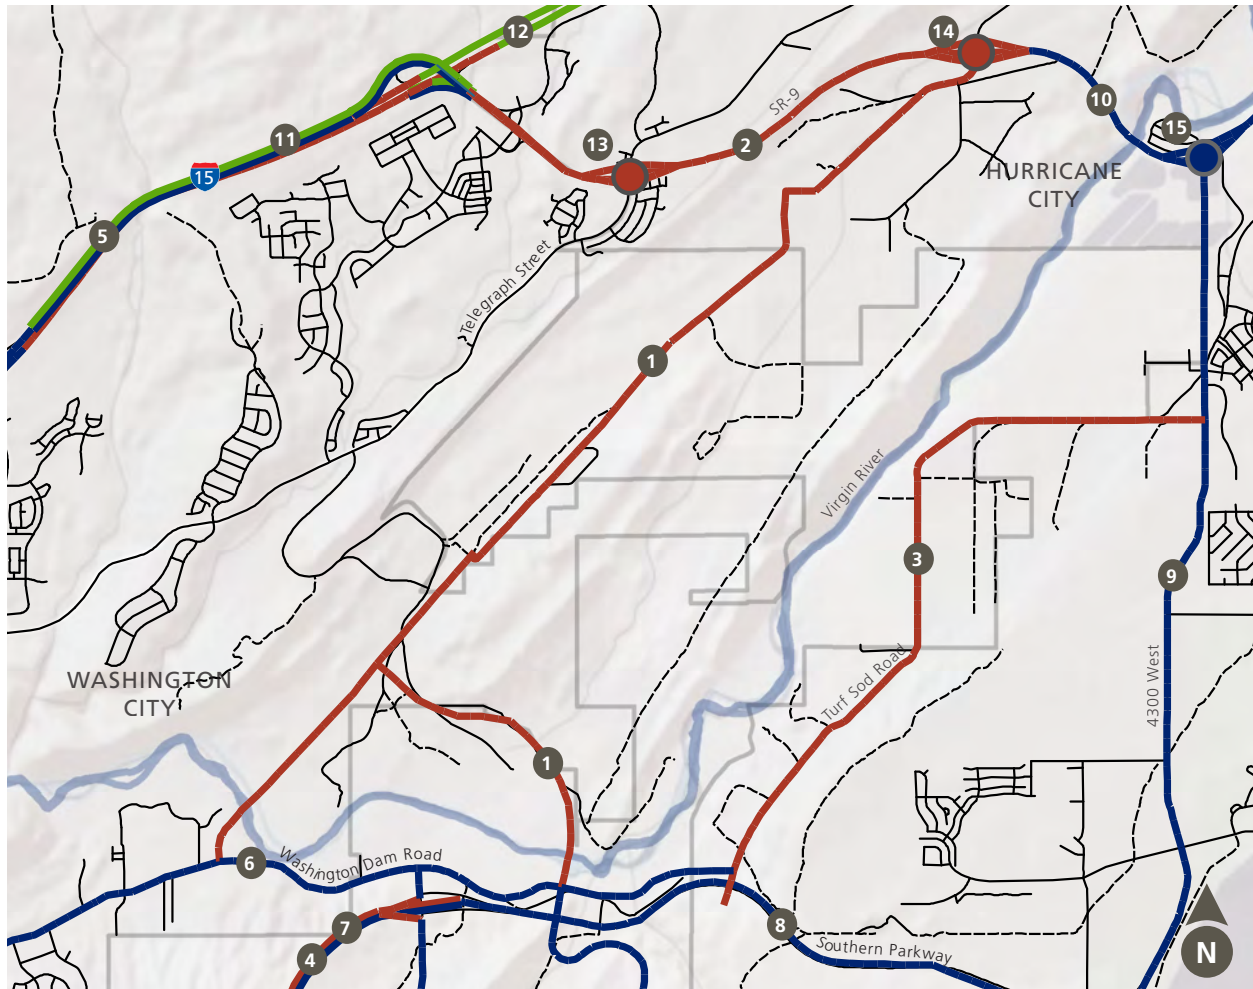 12
14
SR-9
10
11
13
2
15
15
HURRICANE
CITY
5
Telegraph Street
1
Virgin River
3
9
WASHINGTON
CITY
Turf Sod Road
4300 West
1
6
Washington Dam Road
7
8
4
Southern Parkway
N